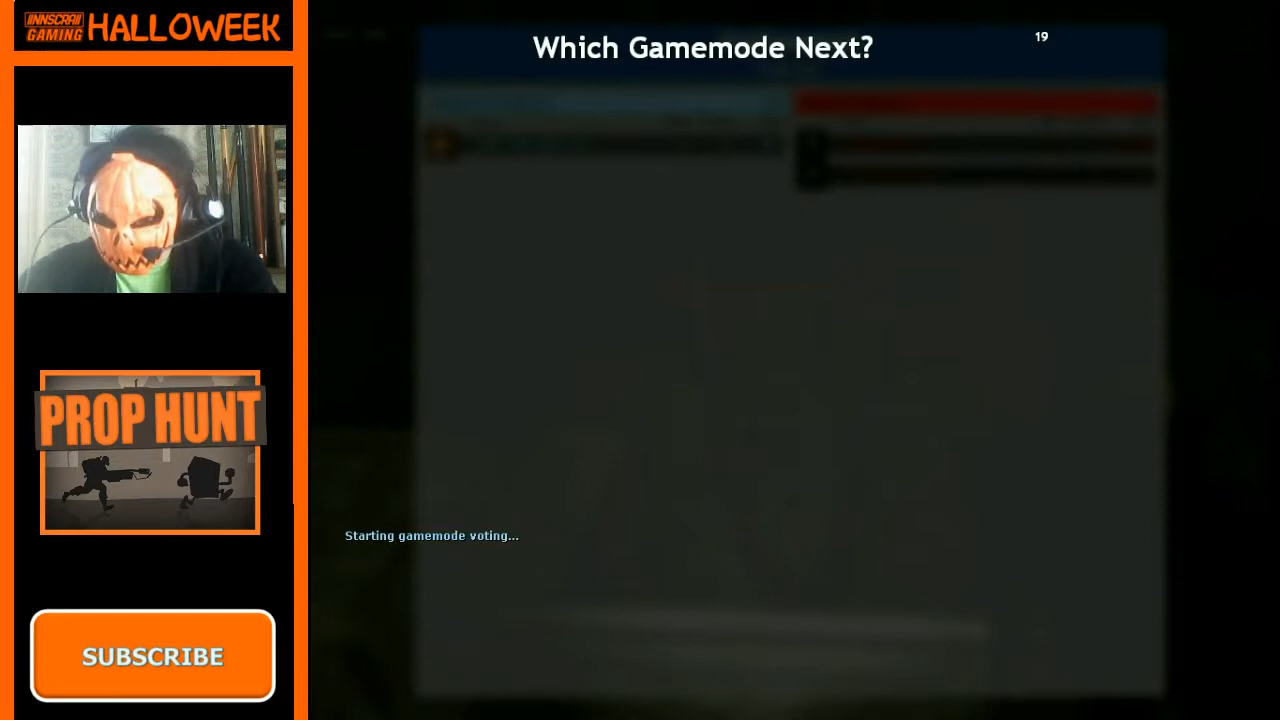 INNSCRAII
GAMING
HALLOWEEK
Which Gamemode Next?
19
PROP HUNT
Starting gamemode voting...
SUBSCRIBE